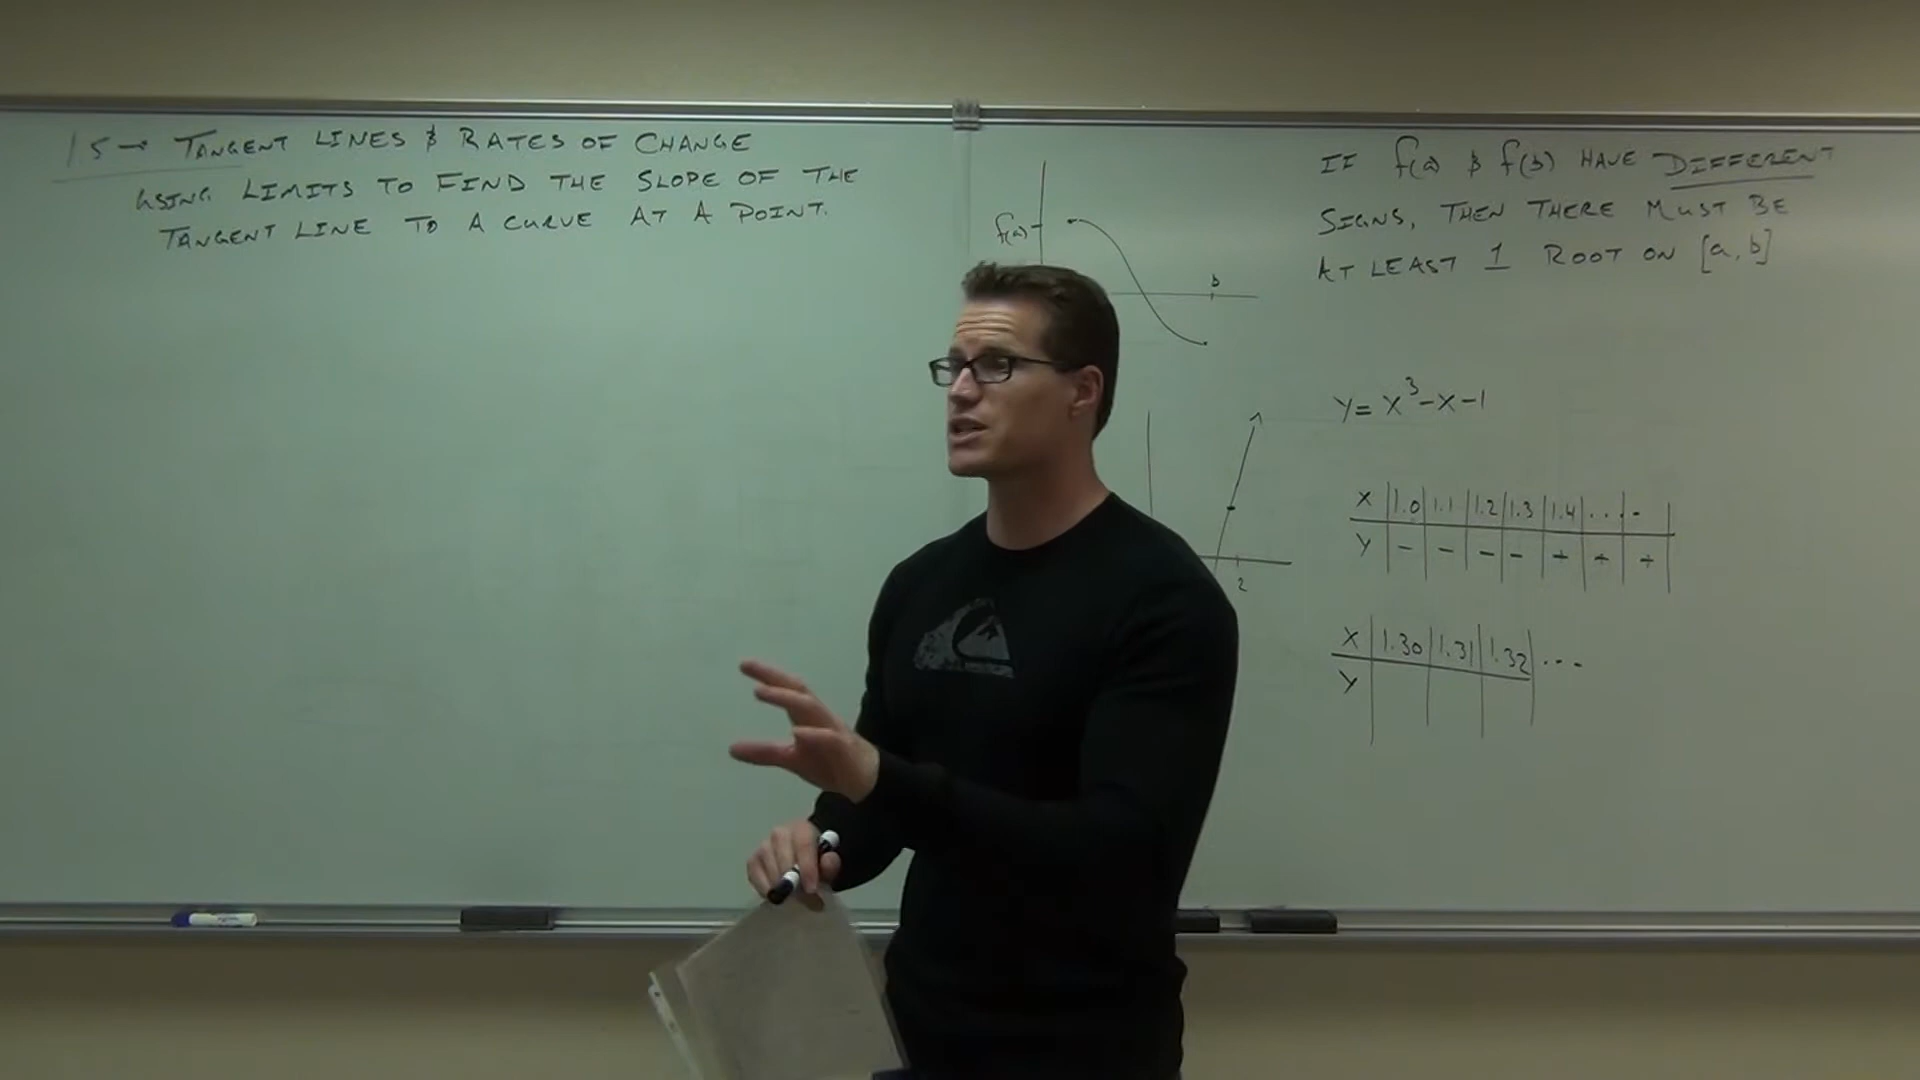 1.5 → TANGENT LINES & RATES OF CHANGE
USING LIMITS TO FIND THE SLOPE OF THE
TANGENT LINE TO A CURVE AT A POINT.
f(a)
b
2
IF f(a) & f(b) HAVE DIFFERENT
SIGNS, THEN THERE MUST BE
AT LEAST 1 ROOT ON [a, b]
Y = X³ - X - 1
X 1.0 1.1 1.2 1.3 1.4 ...
Y - - - - + + +
X 1.30 1.31 1.32 ...
Y